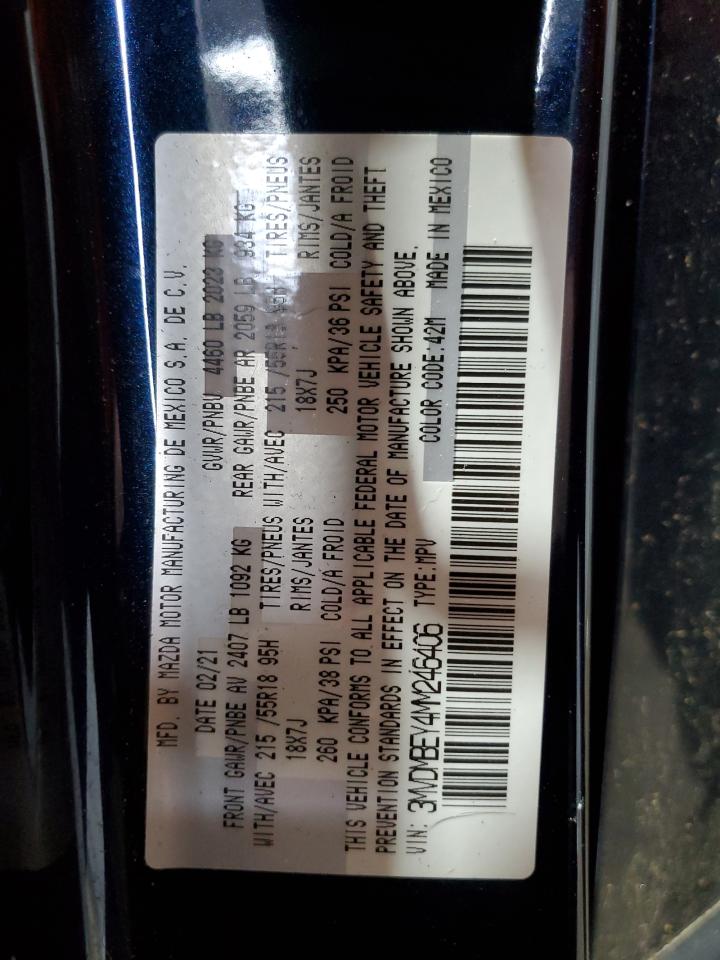 MFD. BY MAZDA MOTOR MANUFACTURING DE MEXICO S.A. DE C.V.
DATE 02/21 GVWR/PNBV 4460 LB 2023 KG
FRONT GAWR/PNBE AV 2407 LB 1092 KG REAR GAWR/PNBE AR 2059 LB 934 KG
WITH/AVEC 215 /55R18 95H TIRES/PNEUS WITH/AVEC 215 /55R18 95H TIRES/PNEUS
18X7J RIMS/JANTES 18X7J RIMS/JANTES
260 KPA/38 PSI COLD/A FROID 250 KPA/36 PSI COLD/A FROID
THIS VEHICLE CONFORMS TO ALL APPLICABLE FEDERAL MOTOR VEHICLE SAFETY AND THEFT
PREVENTION STANDARDS IN EFFECT ON THE DATE OF MANUFACTURE SHOWN ABOVE.
VIN: 3MVDMBEY4MM246406 TYPE:MPV COLOR CODE:42M MADE IN MEXICO